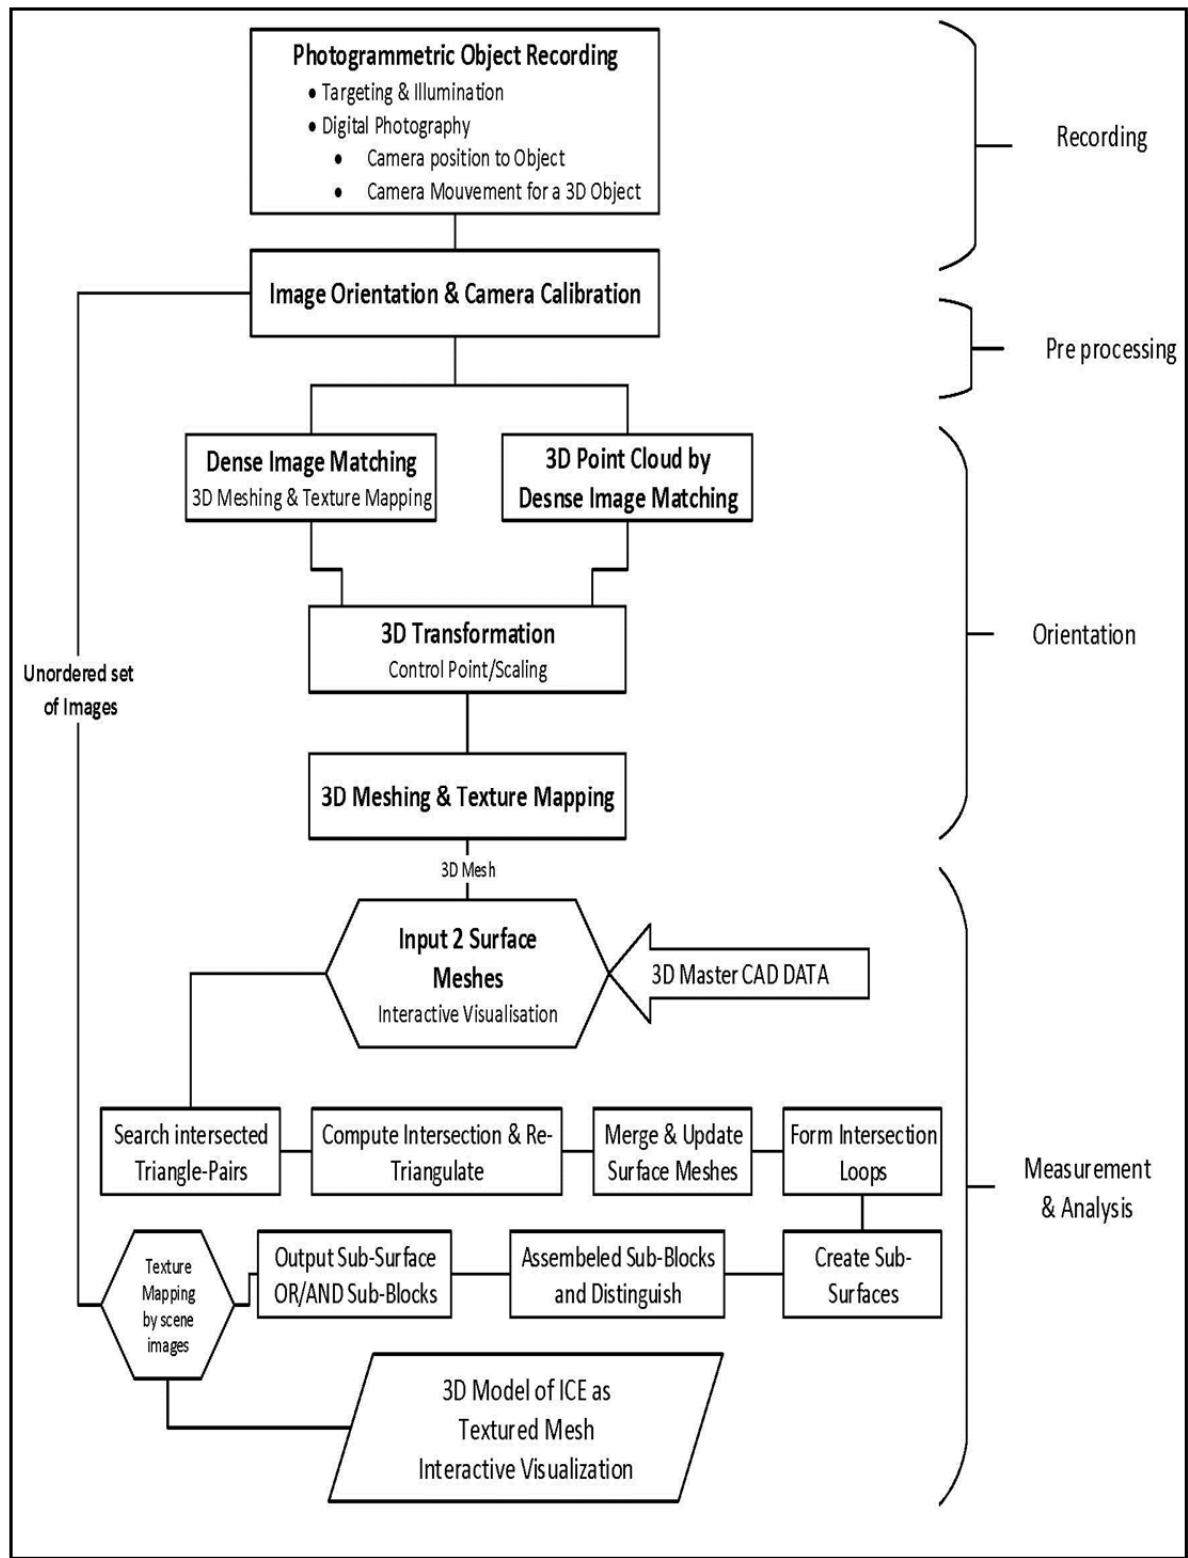 Photogrammetric Object Recording
• Targeting & Illumination
• Digital Photography
• Camera position to Object
• Camera Mouvement for a 3D Object
Recording
Image Orientation & Camera Calibration
Pre processing
Dense Image Matching
3D Meshing & Texture Mapping
3D Point Cloud by
Desnse Image Matching
3D Transformation
Control Point/Scaling
Orientation
Unordered set
of Images
3D Meshing & Texture Mapping
3D Mesh
Input 2 Surface
Meshes
Interactive Visualisation
3D Master CAD DATA
Search intersected
Triangle-Pairs
Compute Intersection & Re-
Triangulate
Merge & Update
Surface Meshes
Form Intersection
Loops
Measurement
& Analysis
Texture
Mapping
by scene
images
Output Sub-Surface
OR/AND Sub-Blocks
Assembeled Sub-Blocks
and Distinguish
Create Sub-
Surfaces
3D Model of ICE as
Textured Mesh
Interactive Visualization